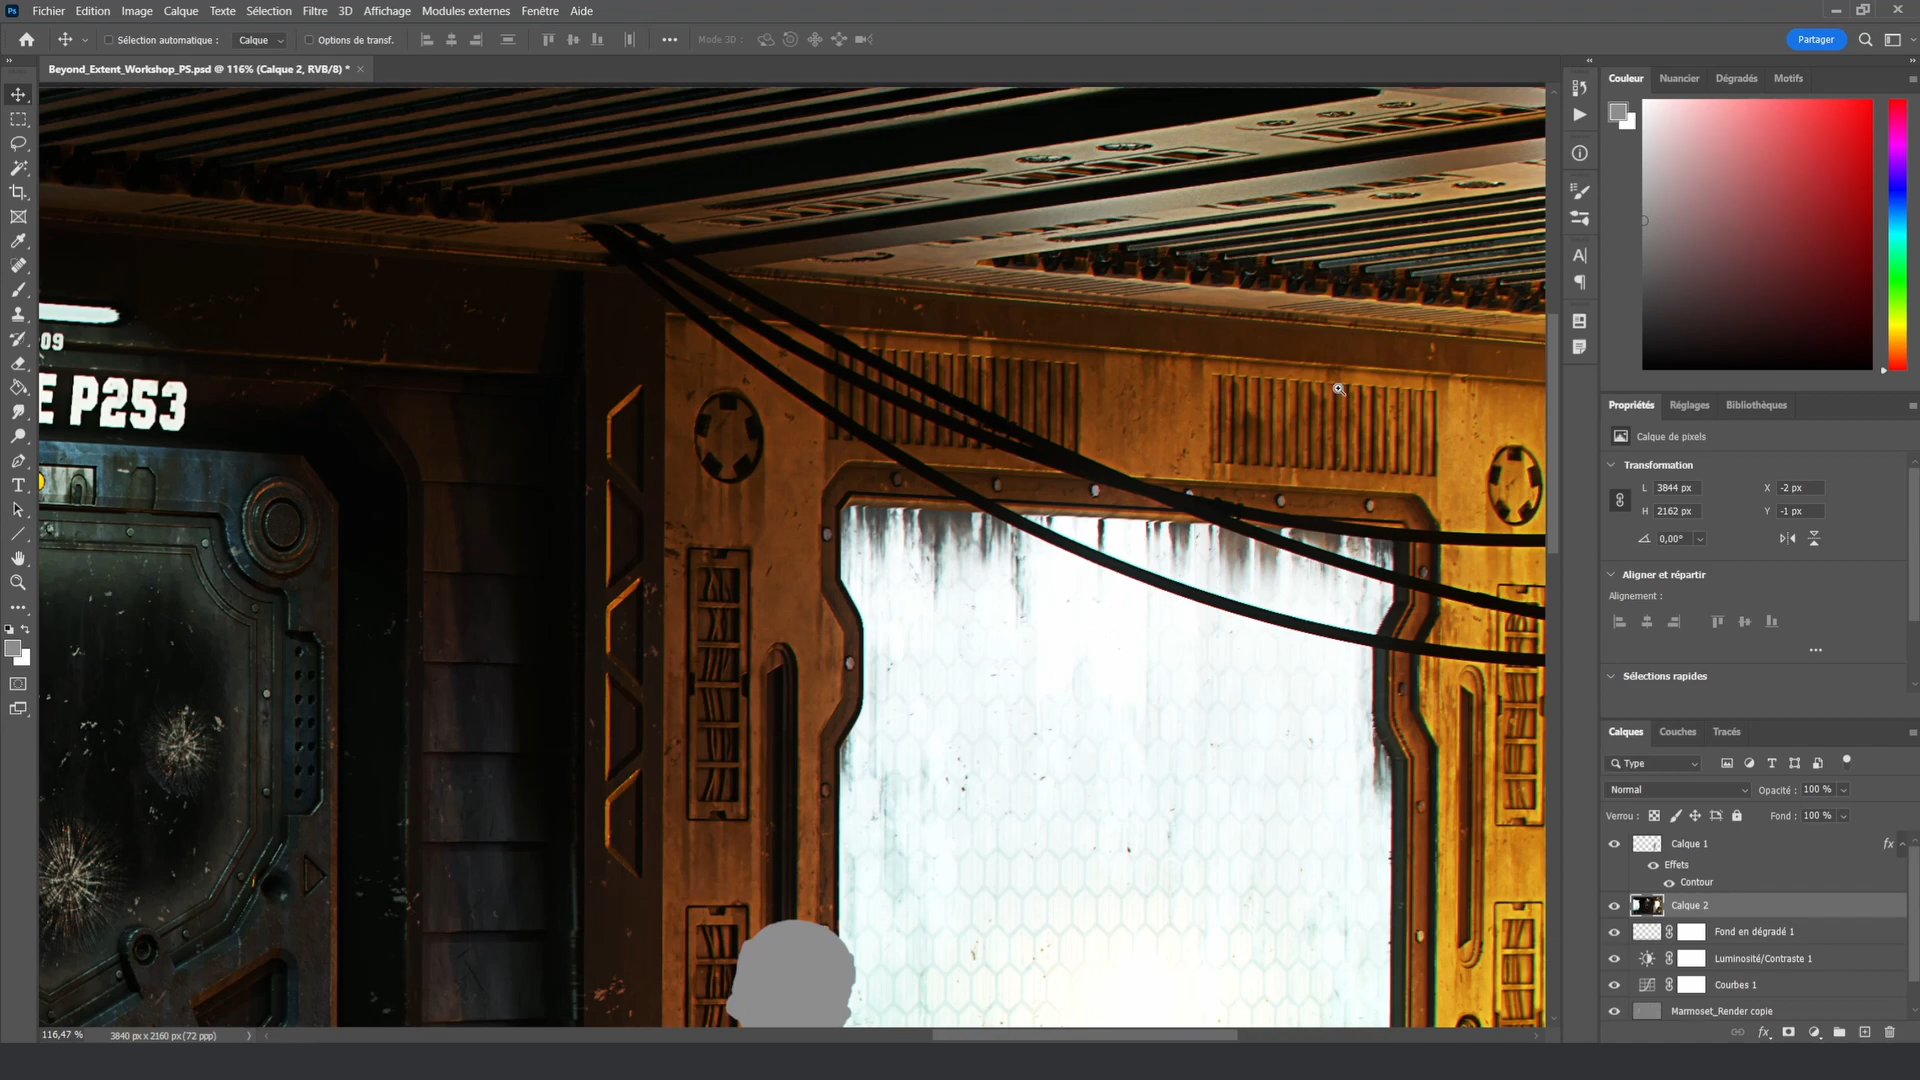 Ps Fichier Edition Image Calque Texte Sélection Filtre 3D Affichage Modules externes Fenêtre Aide
Sélection automatique : Calque Options de transf. Mode 3D : Partager
Beyond_Extent_Workshop_PS.psd @ 116% (Calque 2, RVB/8) *
Couleur Nuancier Dégradés Motifs
09
E P253
Propriétés Réglages Bibliothèques
Calque de pixels
Transformation
L 3844 px X -2 px
H 2162 px Y -1 px
0,00°
Aligner et répartir
Alignement :
Sélections rapides
Calques Couches Tracés
Type
Normal Opacité : 100 %
Verrou : Fond : 100 %
Calque 1 fx
Effets
Contour
Calque 2
Fond en dégradé 1
Luminosité/Contraste 1
Courbes 1
Marmoset_Render copie
fx
116,47 % 3840 px x 2160 px (72 ppp)